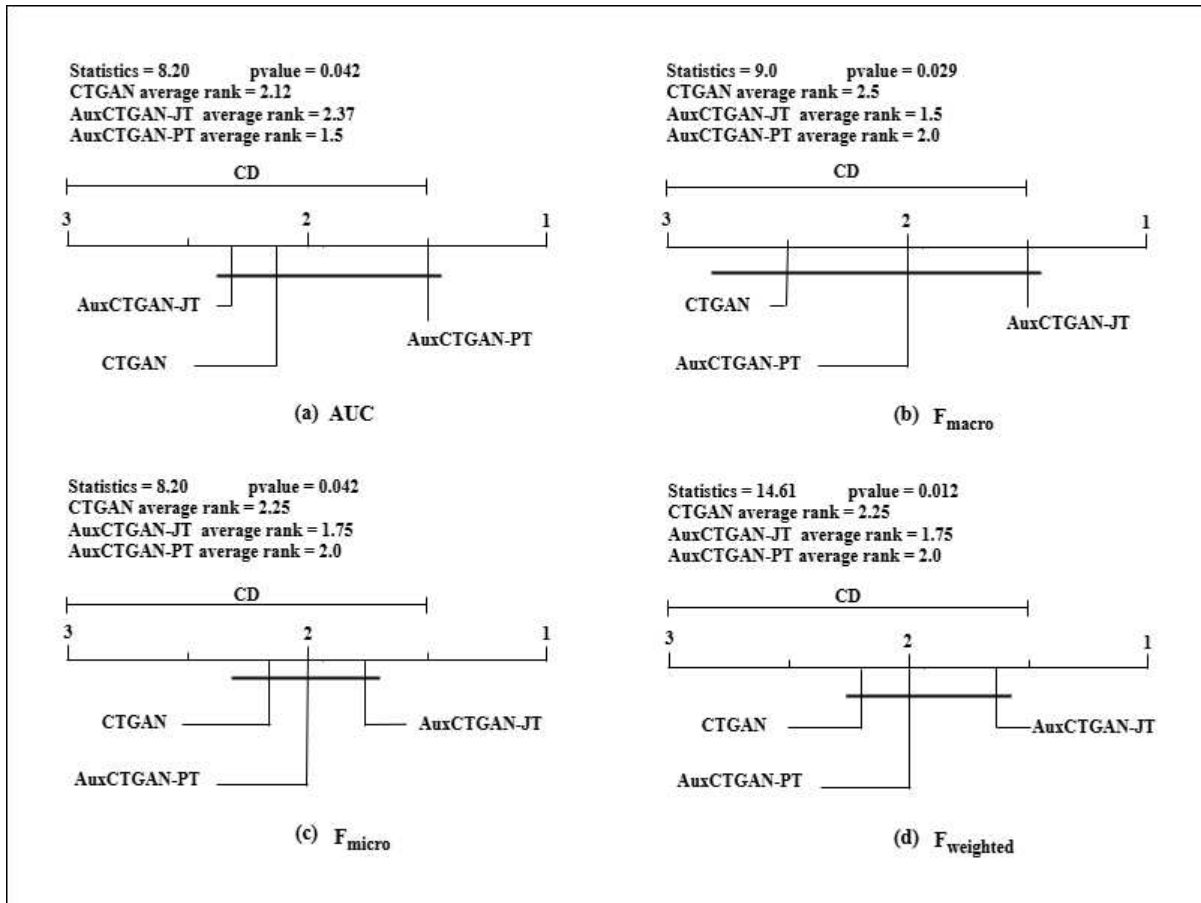 Statistics = 8.20 pvalue = 0.042
CTGAN average rank = 2.12
AuxCTGAN-JT average rank = 2.37
AuxCTGAN-PT average rank = 1.5
CD
3 2 1
AuxCTGAN-JT
AuxCTGAN-PT
CTGAN
(a) AUC
Statistics = 9.0 pvalue = 0.029
CTGAN average rank = 2.5
AuxCTGAN-JT average rank = 1.5
AuxCTGAN-PT average rank = 2.0
CD
3 2 1
CTGAN
AuxCTGAN-JT
AuxCTGAN-PT
(b) Fmacro
Statistics = 8.20 pvalue = 0.042
CTGAN average rank = 2.25
AuxCTGAN-JT average rank = 1.75
AuxCTGAN-PT average rank = 2.0
CD
3 2 1
CTGAN
AuxCTGAN-JT
AuxCTGAN-PT
(c) Fmicro
Statistics = 14.61 pvalue = 0.012
CTGAN average rank = 2.25
AuxCTGAN-JT average rank = 1.75
AuxCTGAN-PT average rank = 2.0
CD
3 2 1
CTGAN
AuxCTGAN-JT
AuxCTGAN-PT
(d) Fweighted